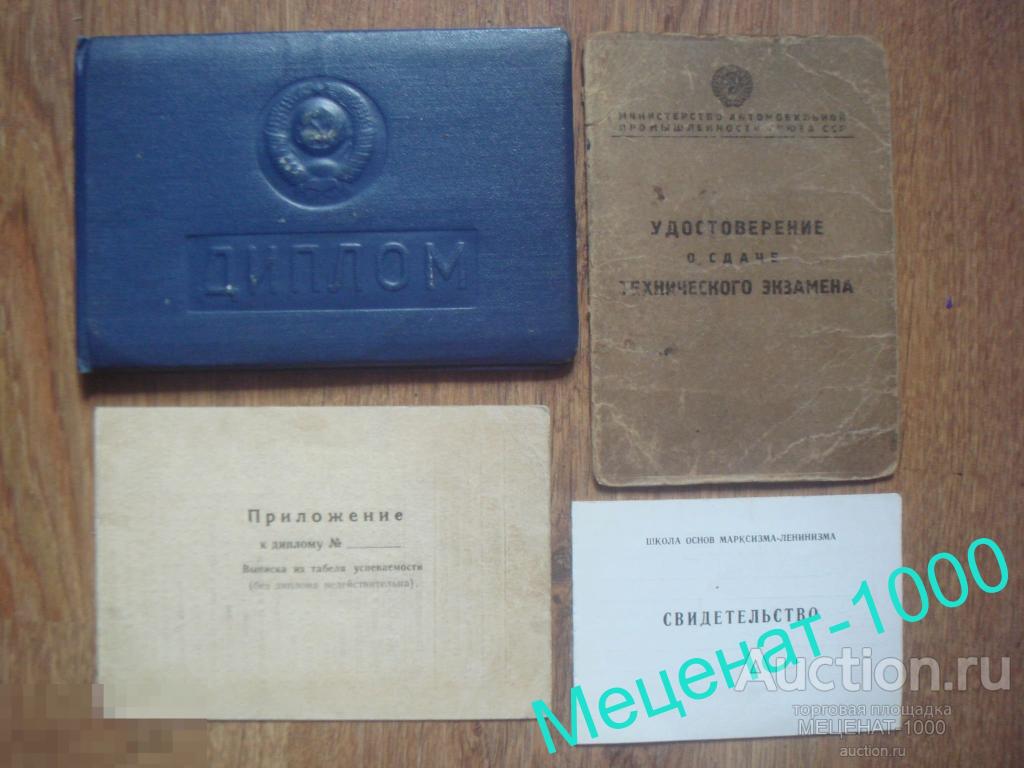 ДИПЛОМ
МИНИСТЕРСТВО АВТОМОБИЛЬНОЙ
ПРОМЫШЛЕННОСТИ СОЮЗА ССР
УДОСТОВЕРЕНИЕ
О СДАЧЕ
ТЕХНИЧЕСКОГО ЭКЗАМЕНА
Приложение
к диплому №
Выписка из табеля успеваемости
(без диплома недействительна).
ШКОЛА ОСНОВ МАРКСИЗМА-ЛЕНИНИЗМА
СВИДЕТЕЛЬСТВО
Меценат-1000
Auction.ru
торговая площадка
МЕЦЕНАТ-1000
auction.ru